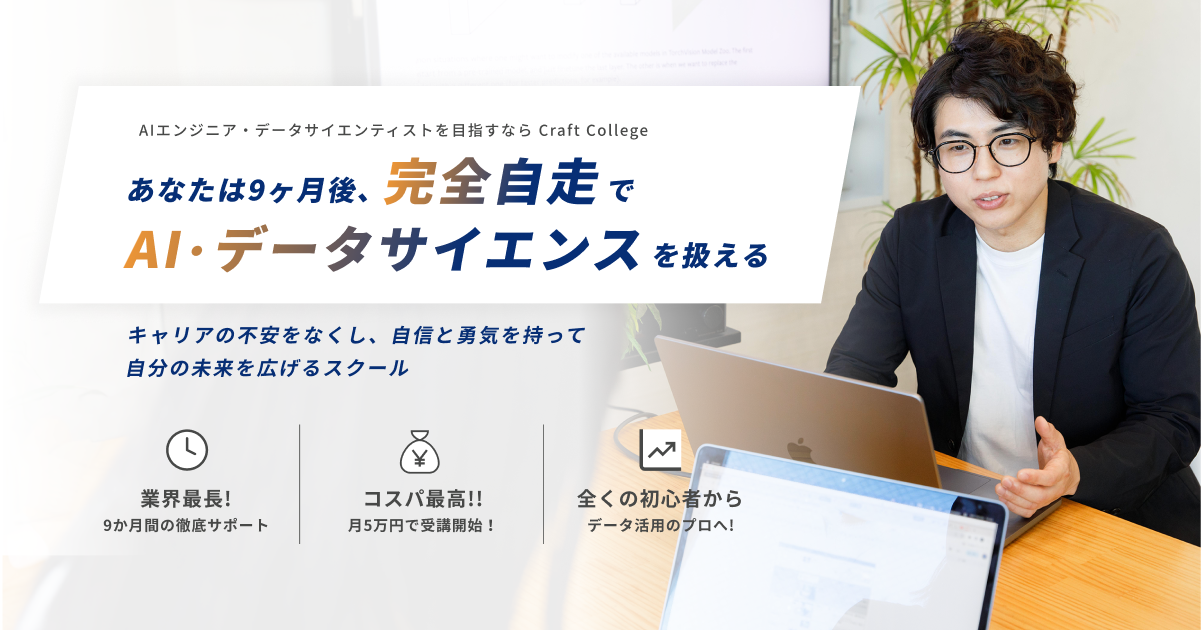 AIエンジニア・データサイエンティストを目指すなら Craft College
あなたは9ヶ月後、完全自走で
AI・データサイエンスを扱える
キャリアの不安をなくし、自信と勇気を持って
自分の未来を広げるスクール
業界最長!
9か月間の徹底サポート
コスパ最高!!
月5万円で受講開始！
全くの初心者から
データ活用のプロへ!